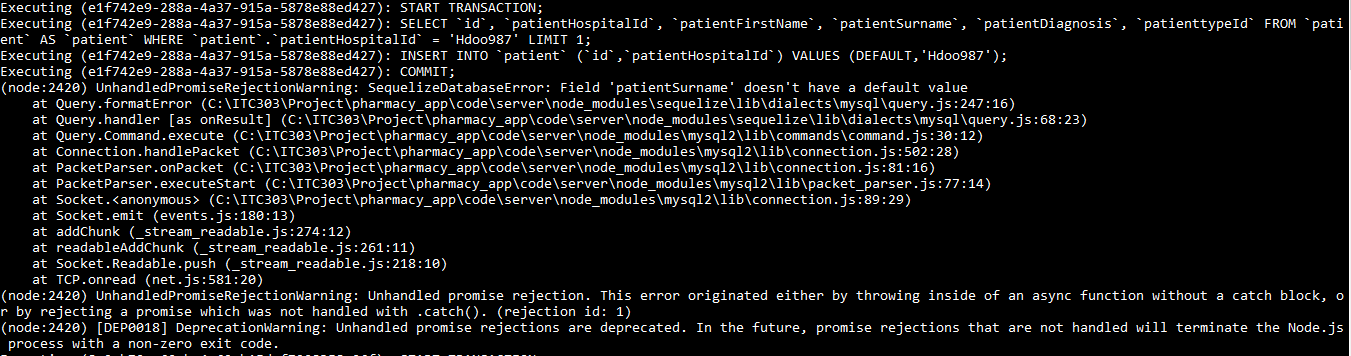 Executing (e1f742e9-288a-4a37-915a-5878e88ed427): START TRANSACTION;
Executing (e1f742e9-288a-4a37-915a-5878e88ed427): SELECT `id`, `patientHospitalId`, `patientFirstName`, `patientSurname`, `patientDiagnosis`, `patienttypeId` FROM `pati
ent` AS `patient` WHERE `patient`.`patientHospitalId` = 'Hdoo987' LIMIT 1;
Executing (e1f742e9-288a-4a37-915a-5878e88ed427): INSERT INTO `patient` (`id`,`patientHospitalId`) VALUES (DEFAULT,'Hdoo987');
Executing (e1f742e9-288a-4a37-915a-5878e88ed427): COMMIT;
(node:2420) UnhandledPromiseRejectionWarning: SequelizeDatabaseError: Field 'patientSurname' doesn't have a default value
    at Query.formatError (C:\ITC303\Project\pharmacy_app\code\server\node_modules\sequelize\lib\dialects\mysql\query.js:247:16)
    at Query.handler [as onResult] (C:\ITC303\Project\pharmacy_app\code\server\node_modules\sequelize\lib\dialects\mysql\query.js:68:23)
    at Query.Command.execute (C:\ITC303\Project\pharmacy_app\code\server\node_modules\mysql2\lib\commands\command.js:30:12)
    at Connection.handlePacket (C:\ITC303\Project\pharmacy_app\code\server\node_modules\mysql2\lib\connection.js:502:28)
    at PacketParser.onPacket (C:\ITC303\Project\pharmacy_app\code\server\node_modules\mysql2\lib\connection.js:81:16)
    at PacketParser.executeStart (C:\ITC303\Project\pharmacy_app\code\server\node_modules\mysql2\lib\packet_parser.js:77:14)
    at Socket.<anonymous> (C:\ITC303\Project\pharmacy_app\code\server\node_modules\mysql2\lib\connection.js:89:29)
    at Socket.emit (events.js:180:13)
    at addChunk (_stream_readable.js:274:12)
    at readableAddChunk (_stream_readable.js:261:11)
    at Socket.Readable.push (_stream_readable.js:218:10)
    at TCP.onread (net.js:581:20)
(node:2420) UnhandledPromiseRejectionWarning: Unhandled promise rejection. This error originated either by throwing inside of an async function without a catch block, o
r by rejecting a promise which was not handled with .catch(). (rejection id: 1)
(node:2420) [DEP0018] DeprecationWarning: Unhandled promise rejections are deprecated. In the future, promise rejections that are not handled will terminate the Node.js
 process with a non-zero exit code.